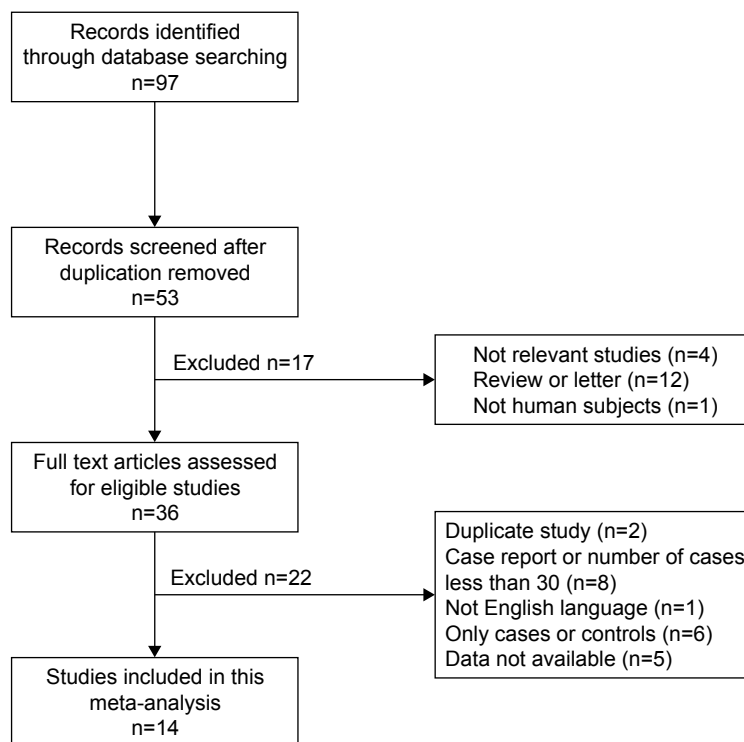 Records identified
through database searching
n=97
Records screened after
duplication removed
n=53
Excluded n=17
Not relevant studies (n=4)
Review or letter (n=12)
Not human subjects (n=1)
Full text articles assessed
for eligible studies
n=36
Excluded n=22
Duplicate study (n=2)
Case report or number of cases
less than 30 (n=8)
Not English language (n=1)
Only cases or controls (n=6)
Data not available (n=5)
Studies included in this
meta-analysis
n=14